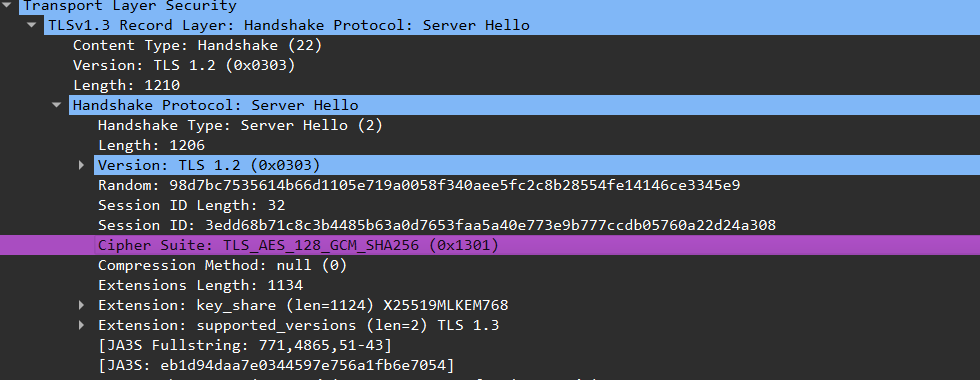 Transport Layer Security
TLSv1.3 Record Layer: Handshake Protocol: Server Hello
Content Type: Handshake (22)
Version: TLS 1.2 (0x0303)
Length: 1210
Handshake Protocol: Server Hello
Handshake Type: Server Hello (2)
Length: 1206
Version: TLS 1.2 (0x0303)
Random: 98d7bc7535614b66d1105e719a0058f340aee5fc2c8b28554fe14146ce3345e9
Session ID Length: 32
Session ID: 3edd68b71c8c3b4485b63a0d7653faa5a40e773e9b777ccdb05760a22d24a308
Cipher Suite: TLS_AES_128_GCM_SHA256 (0x1301)
Compression Method: null (0)
Extensions Length: 1134
Extension: key_share (len=1124) X25519MLKEM768
Extension: supported_versions (len=2) TLS 1.3
[JA3S Fullstring: 771,4865,51-43]
[JA3S: eb1d94daa7e0344597e756a1fb6e7054]